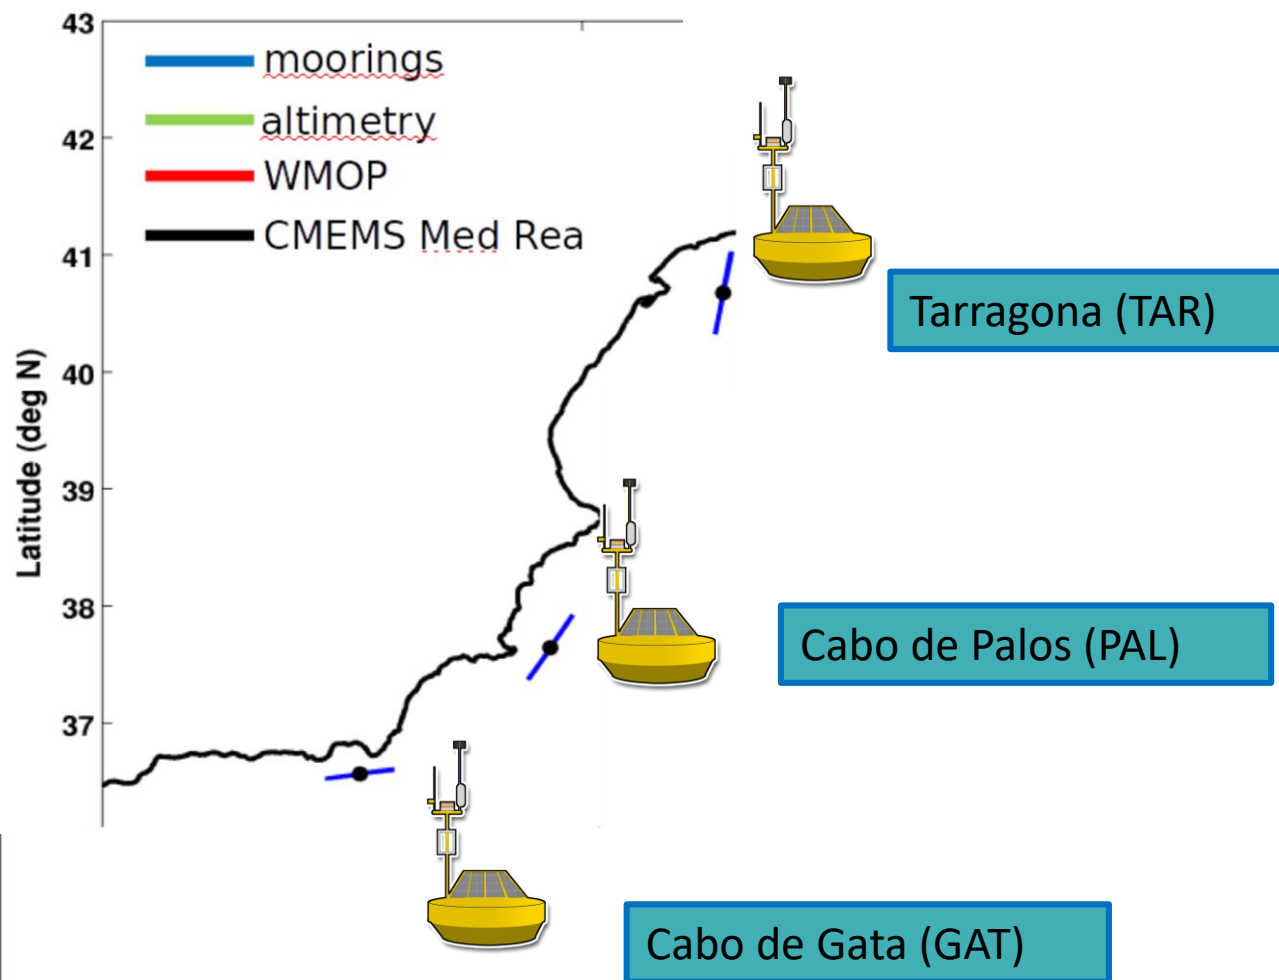 43
moorings
altimetry
42
WMOP
CMEMS Med Rea
41
Tarragona (TAR)
Latitude (deg N)
40
39
38
Cabo de Palos (PAL)
37
Cabo de Gata (GAT)